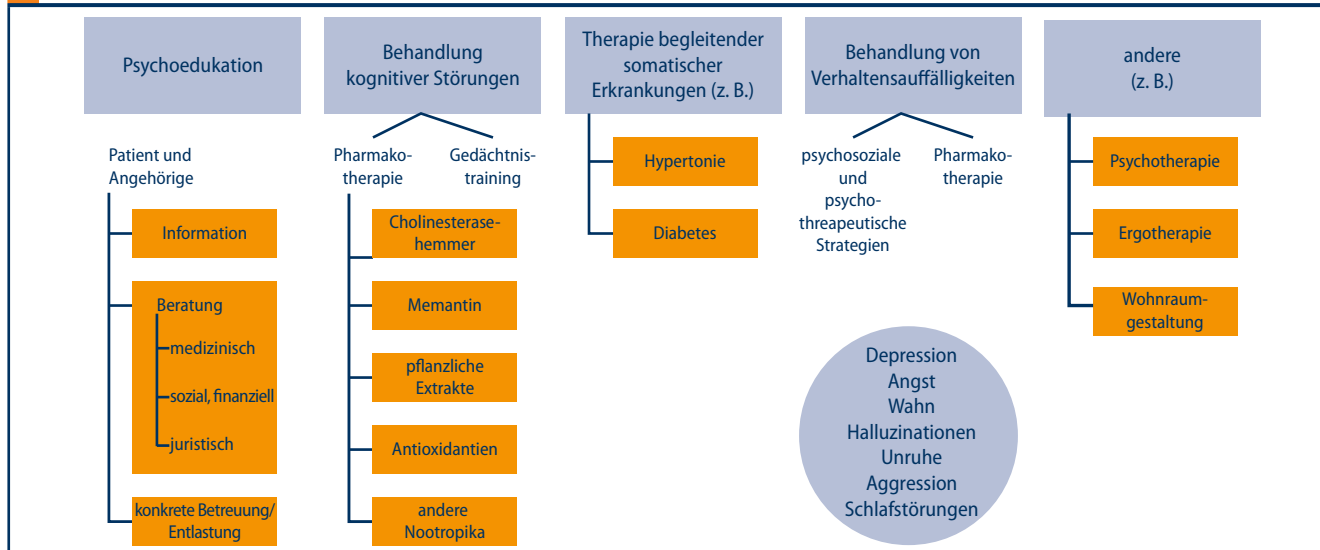 Psychoedukation
Patient und
Angehörige
Information
Beratung
medizinisch
sozial, finanziell
juristisch
konkrete Betreuung/
Entlastung
Behandlung
kognitiver Störungen
Pharmako-
therapie
Gedächtnis-
training
Cholinesterase-
hemmer
Memantin
pflanzliche
Extrakte
Antioxidantien
andere
Nootropika
Therapie begleitender
somatischer
Erkrankungen (z. B.)
Hypertonie
Diabetes
Behandlung von
Verhaltensauffälligkeiten
psychosoziale
und
psycho-
threapeutische
Strategien
Pharmako-
therapie
Depression
Angst
Wahn
Halluzinationen
Unruhe
Aggression
Schlafstörungen
andere
(z. B.)
Psychotherapie
Ergotherapie
Wohnraum-
gestaltung